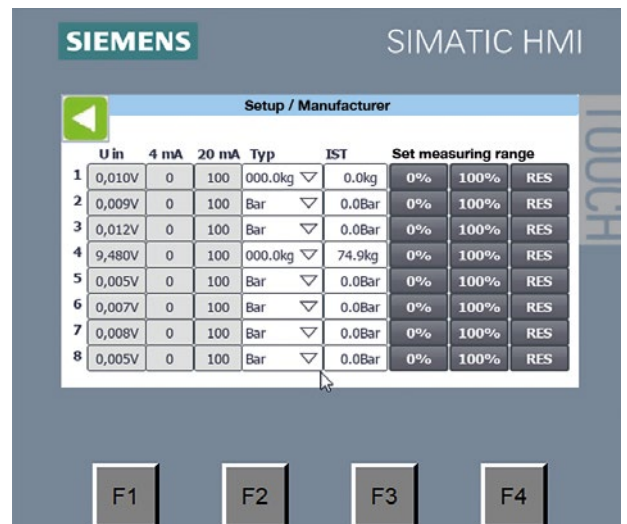 SIEMENS SIMATIC HMI
TOUCH
Setup / Manufacturer
U in 4 mA 20 mA Typ IST Set measuring range
1 0,010V 0 100 000.0kg 0.0kg 0% 100% RES
2 0,009V 0 100 Bar 0.0Bar 0% 100% RES
3 0,012V 0 100 Bar 0.0Bar 0% 100% RES
4 9,480V 0 100 000.0kg 74.9kg 0% 100% RES
5 0,005V 0 100 Bar 0.0Bar 0% 100% RES
6 0,007V 0 100 Bar 0.0Bar 0% 100% RES
7 0,008V 0 100 Bar 0.0Bar 0% 100% RES
8 0,005V 0 100 Bar 0.0Bar 0% 100% RES
F1 F2 F3 F4